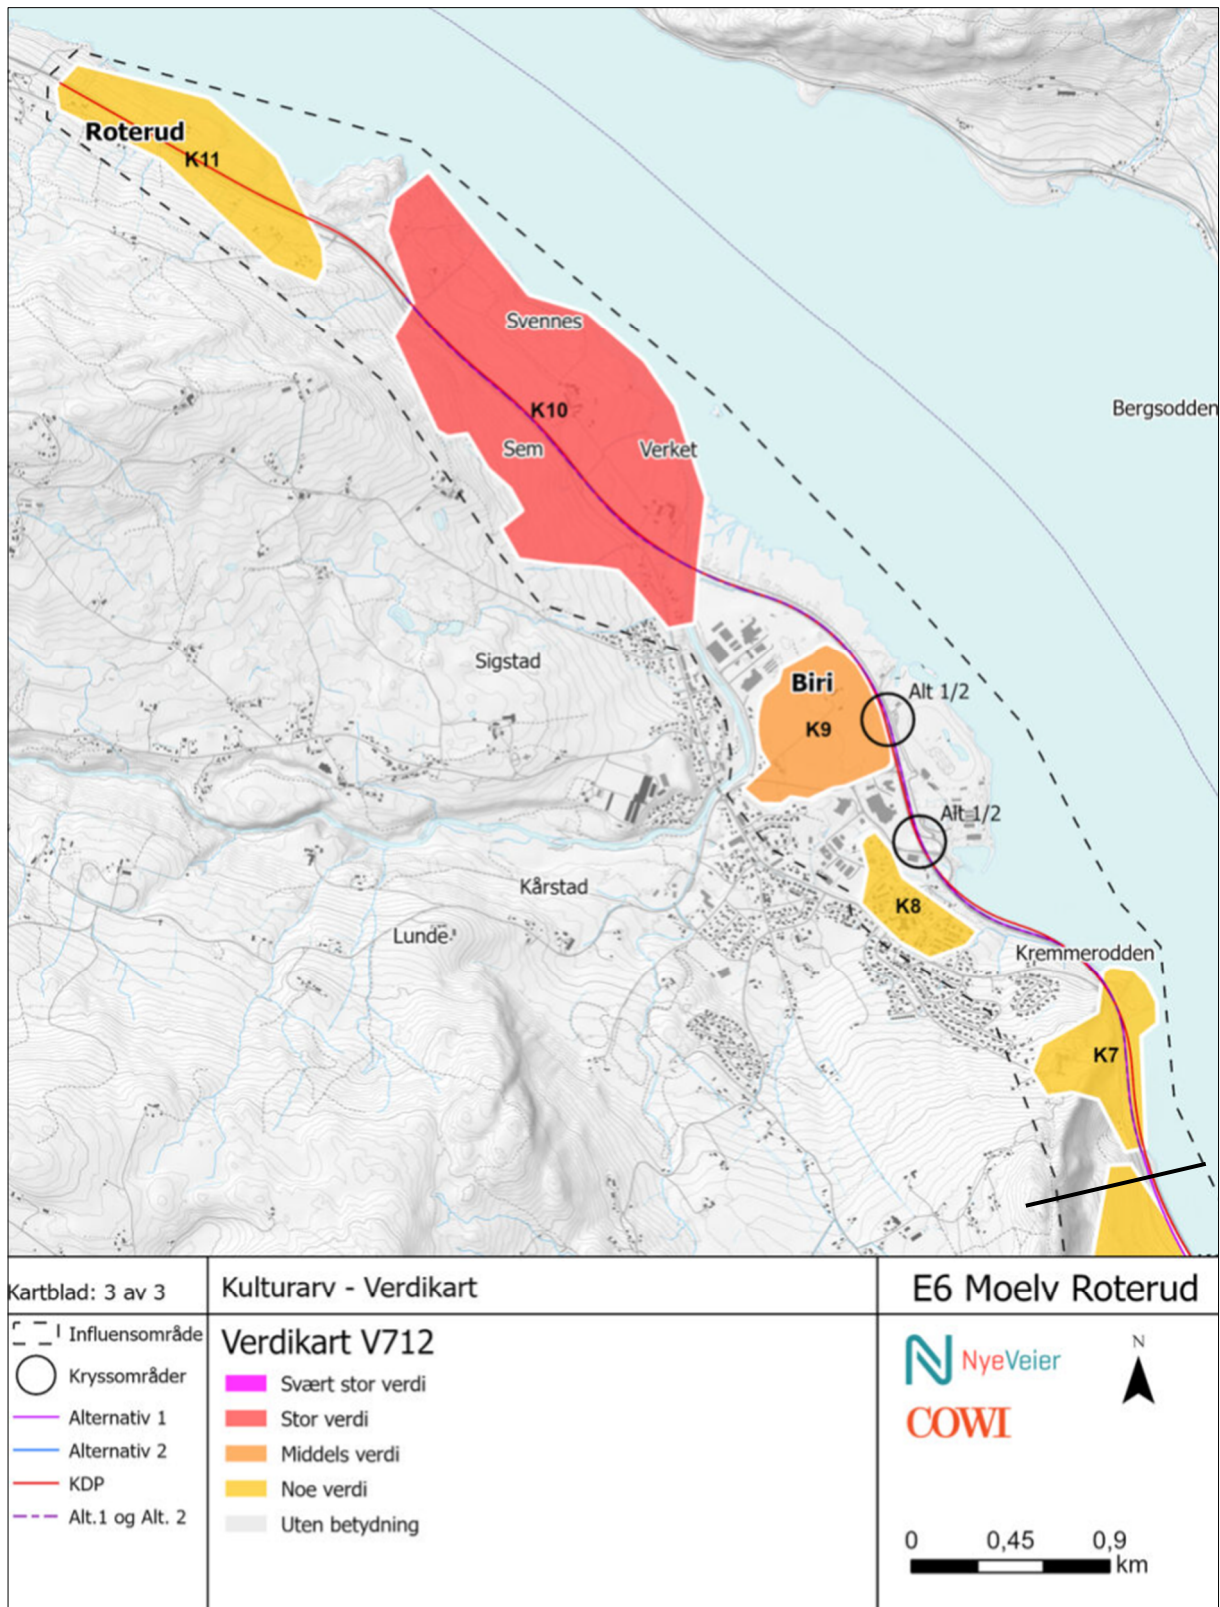 Roterud
K11
Svennes
K10
Bergsodden
Sem
Verket
Sigstad
Biri
Alt 1/2
K9
Alt 1/2
Kårstad
K8
Lunde
Kremmerodden
K7
Kartblad: 3 av 3
Kulturarv - Verdikart
E6 Moelv Roterud
Influensområde
Kryssområder
Alternativ 1
Alternativ 2
KDP
Alt.1 og Alt. 2
Verdikart V712
Svært stor verdi
Stor verdi
Middels verdi
Noe verdi
Uten betydning
NyeVeier
N
COWI
0 0,45 0,9
km